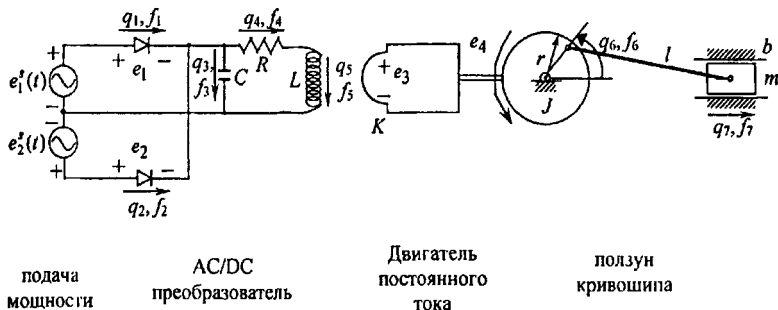 q₁, f₁
q₄, f₄
e₁ˢ(t)
+
+
e₁
−
q₃,
f₃
C
R
L
q₅
f₅
+
e₃
−
K
e₄
r
J
q₆, f₆
l
b
m
q₇, f₇
−
−
e₂ˢ(t)
+
e₂
+
−
q₂, f₂
подача
мощности
AC/DC
преобразователь
Двигатель
постоянного
тока
ползун
кривошипа